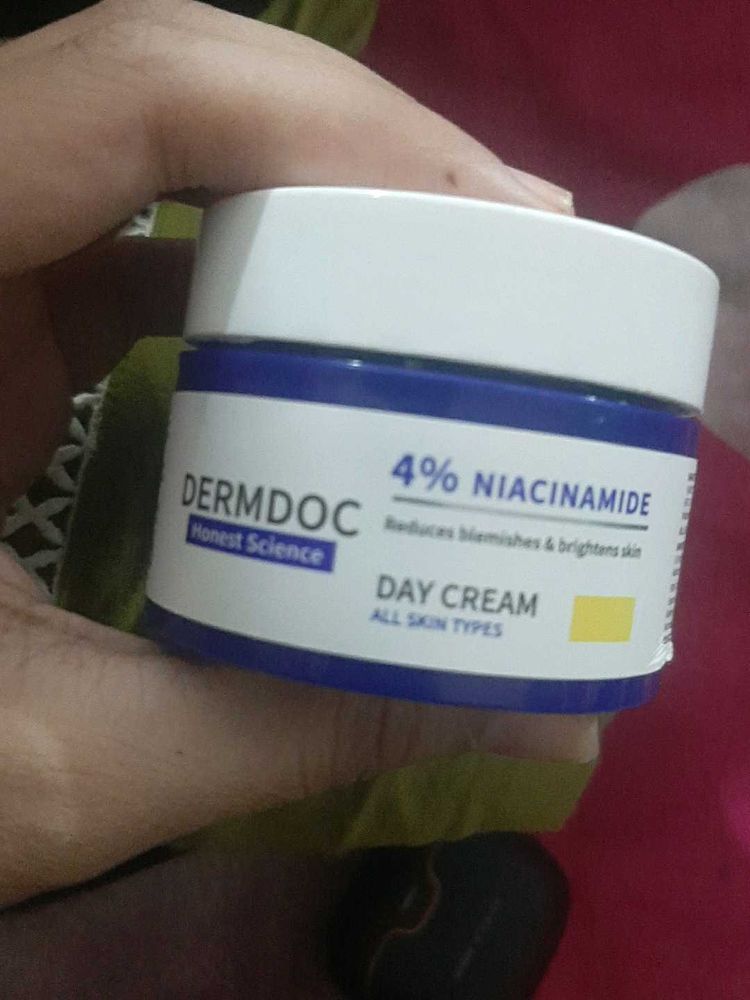 DERMDOC
Honest Science
4% NIACINAMIDE
Reduces blemishes & brightens skin
DAY CREAM
ALL SKIN TYPES